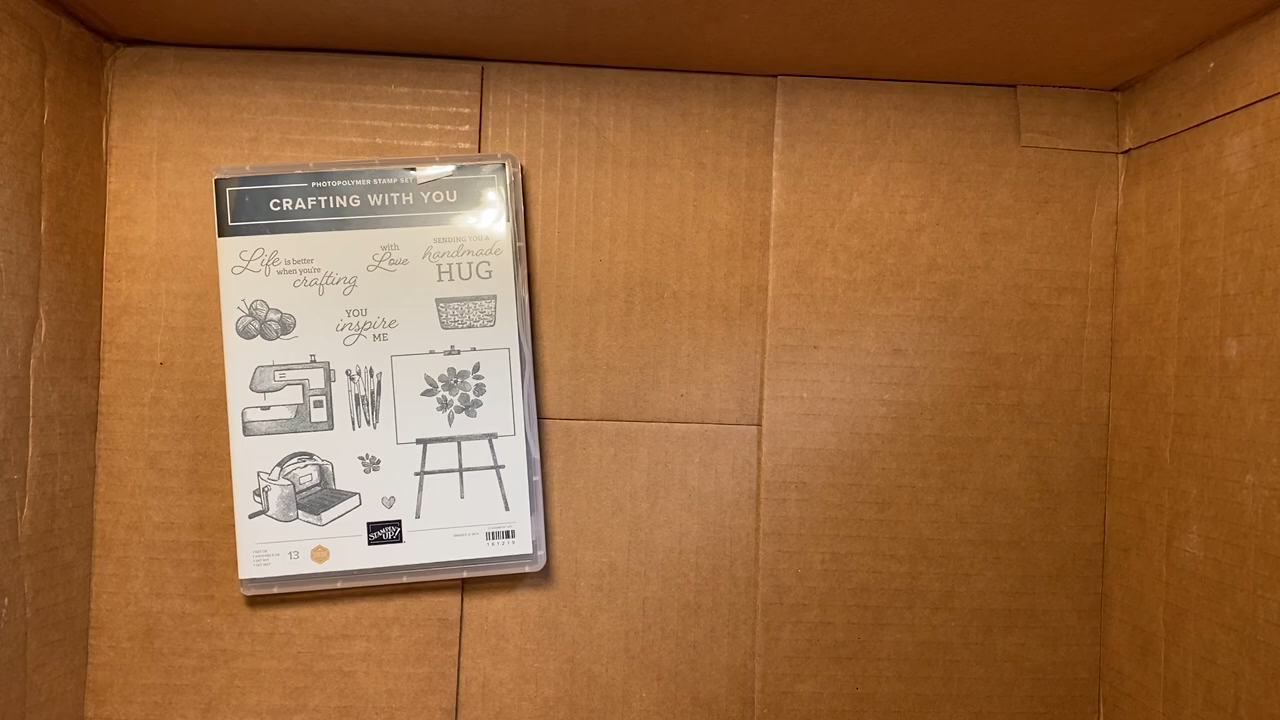 PHOTOPOLYMER STAMP SET
CRAFTING WITH YOU
Life is better
when you're
crafting
with
Love
SENDING YOU A
handmade
HUG
YOU
inspire
ME
STAMPIN' UP!
13
161219